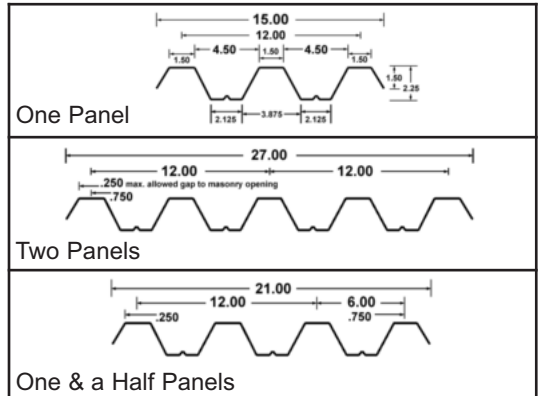 15.00
12.00
1.50 4.50 1.50 4.50 1.50
1.50 2.25
2.125 3.875 2.125
One Panel
27.00
12.00 12.00
.250 max. allowed gap to masonry opening
.750
Two Panels
21.00
12.00 6.00
.250 .750
One & a Half Panels